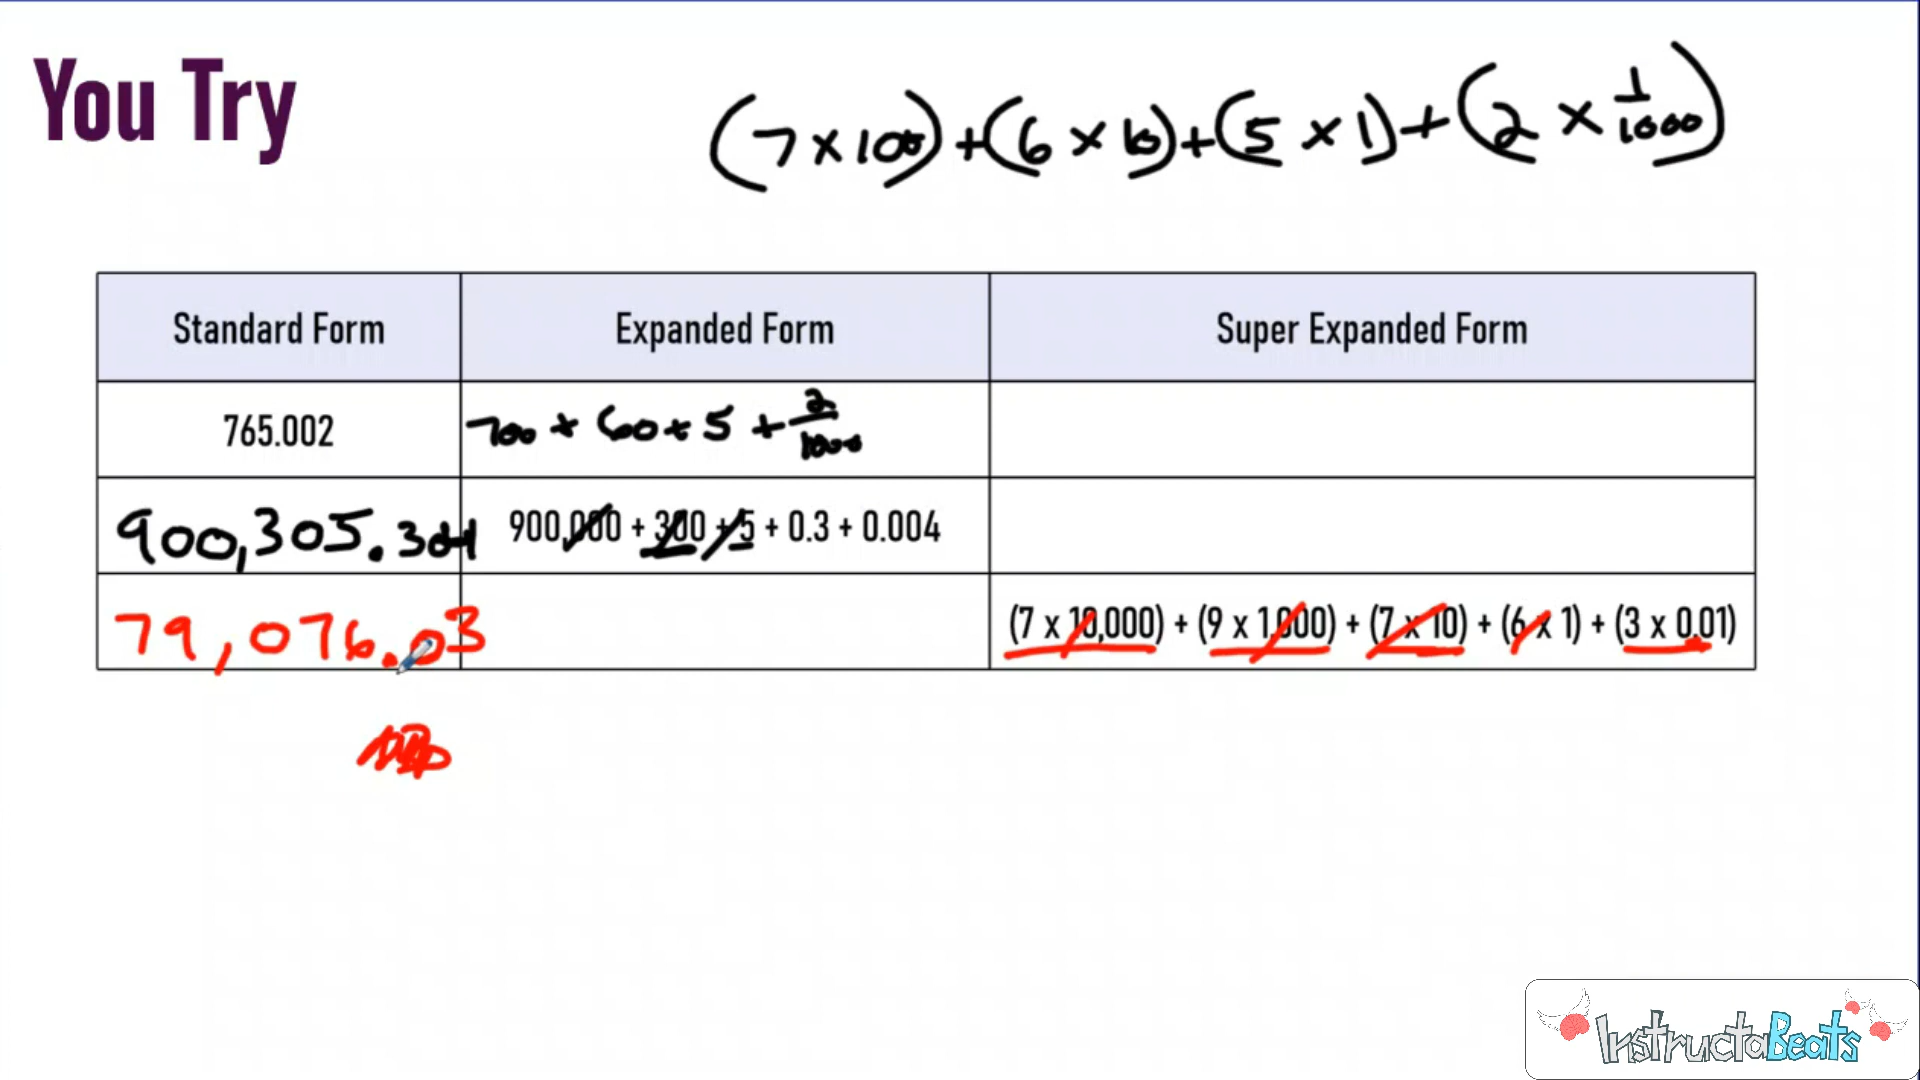 You Try
(7 x 100) + (6 x 10) + (5 x 1) + (2 x 1/1000)
Standard Form Expanded Form Super Expanded Form
765.002 700 + 60 + 5 + 2/1000
900,305.304 900,000 + 300 + 5 + 0.3 + 0.004
79,076.03 (7 x 10,000) + (9 x 1,000) + (7 x 10) + (6 x 1) + (3 x 0.01)
InstructaBeats